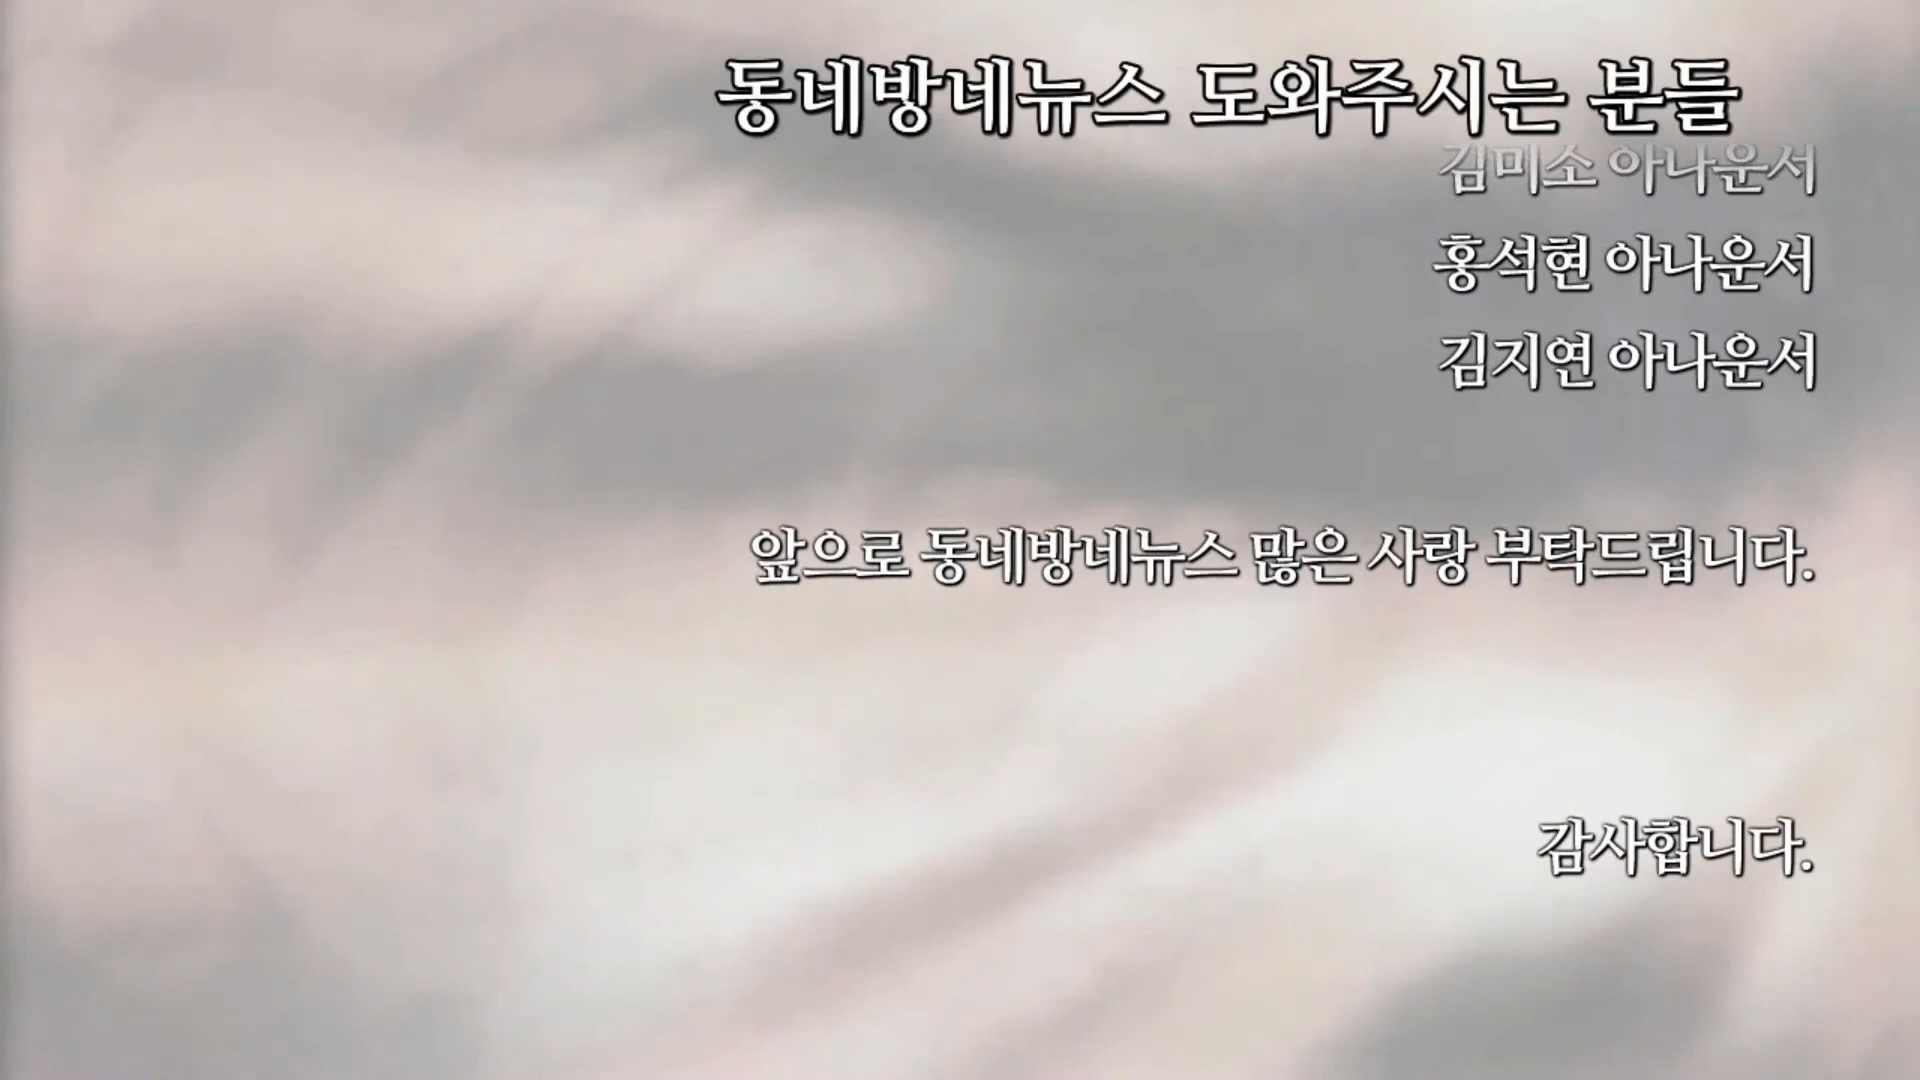 동네방네뉴스 도와주시는 분들
김미소 아나운서
홍석현 아나운서
김지연 아나운서
앞으로 동네방네뉴스 많은 사랑 부탁드립니다.
감사합니다.